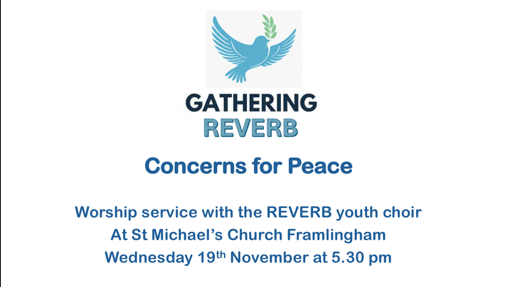 GATHERING
REVERB
Concerns for Peace
Worship service with the REVERB youth choir
At St Michael's Church Framlingham
Wednesday 19th November at 5.30 pm